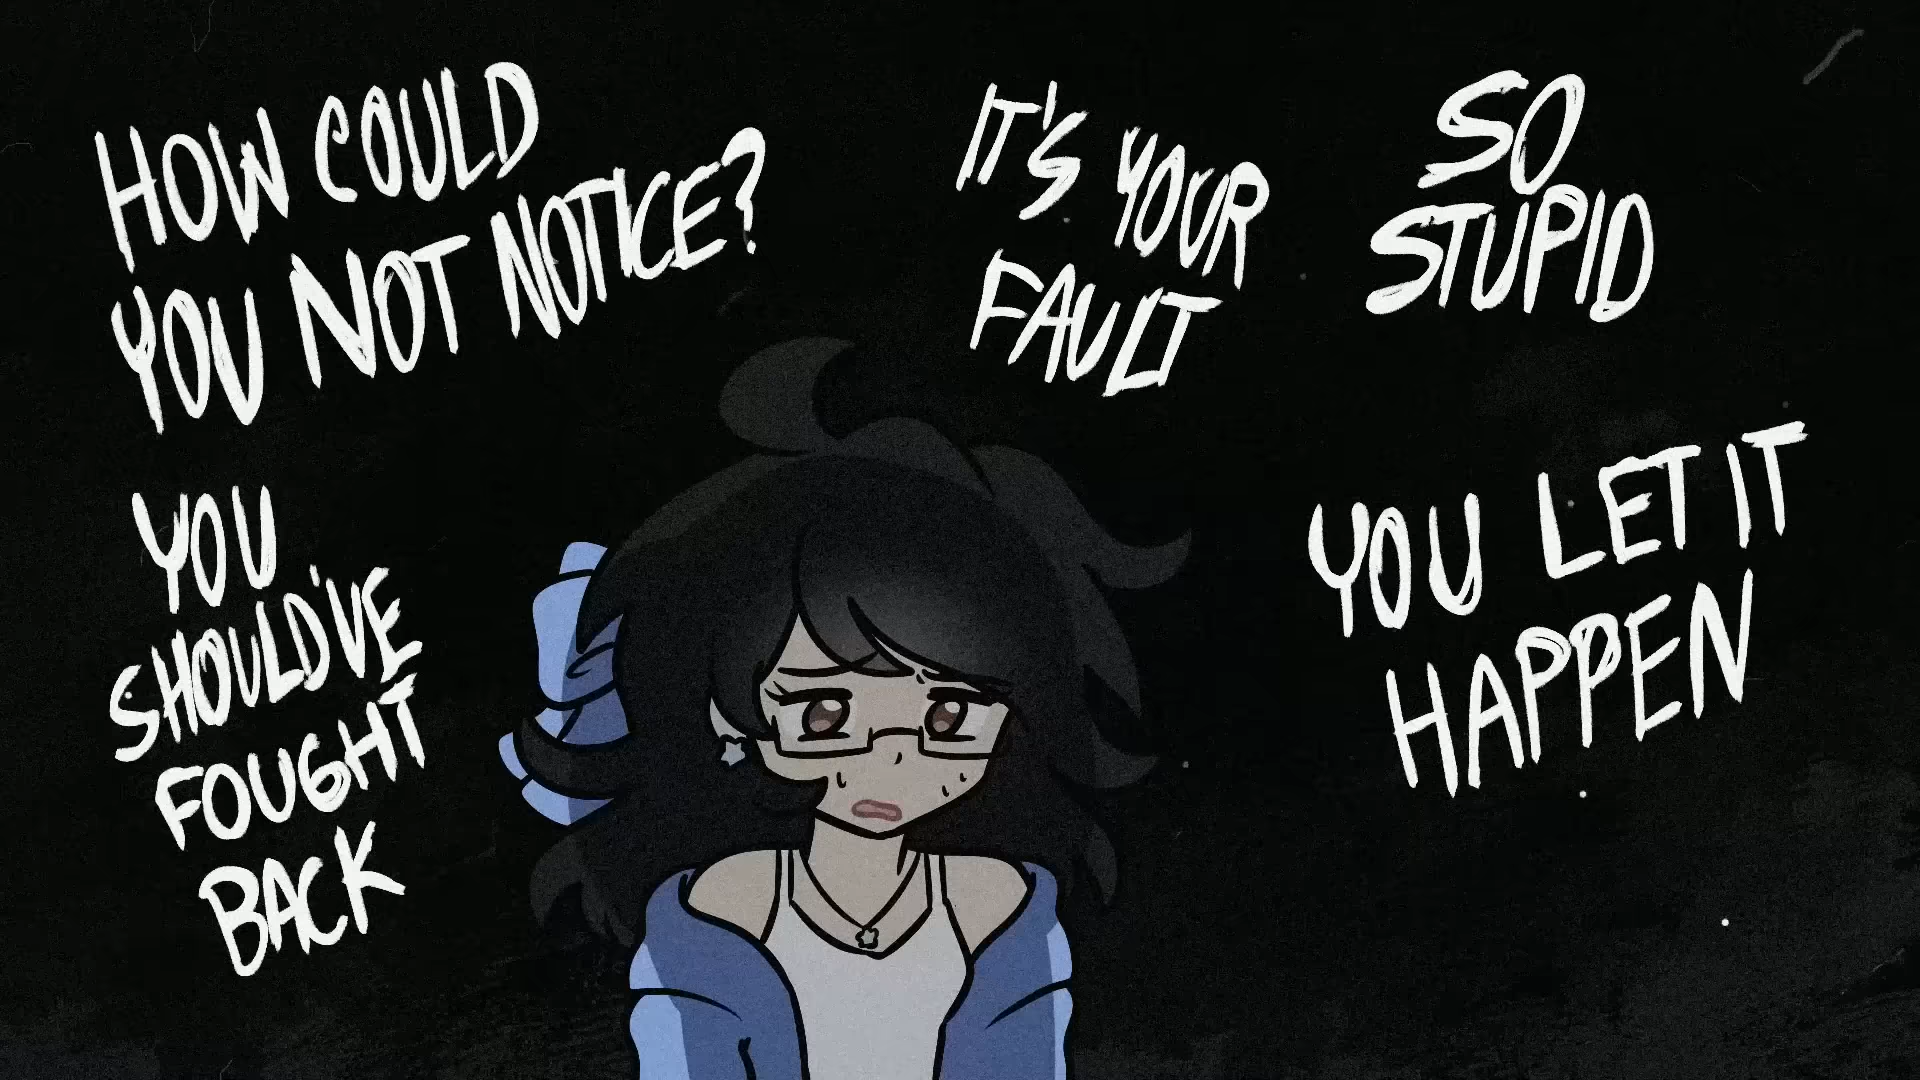 HOW COULD
YOU NOT NOTICE?
IT'S YOUR
FAULT
SO
STUPID
YOU
SHOULD'VE
FOUGHT
BACK
YOU LET IT
HAPPEN